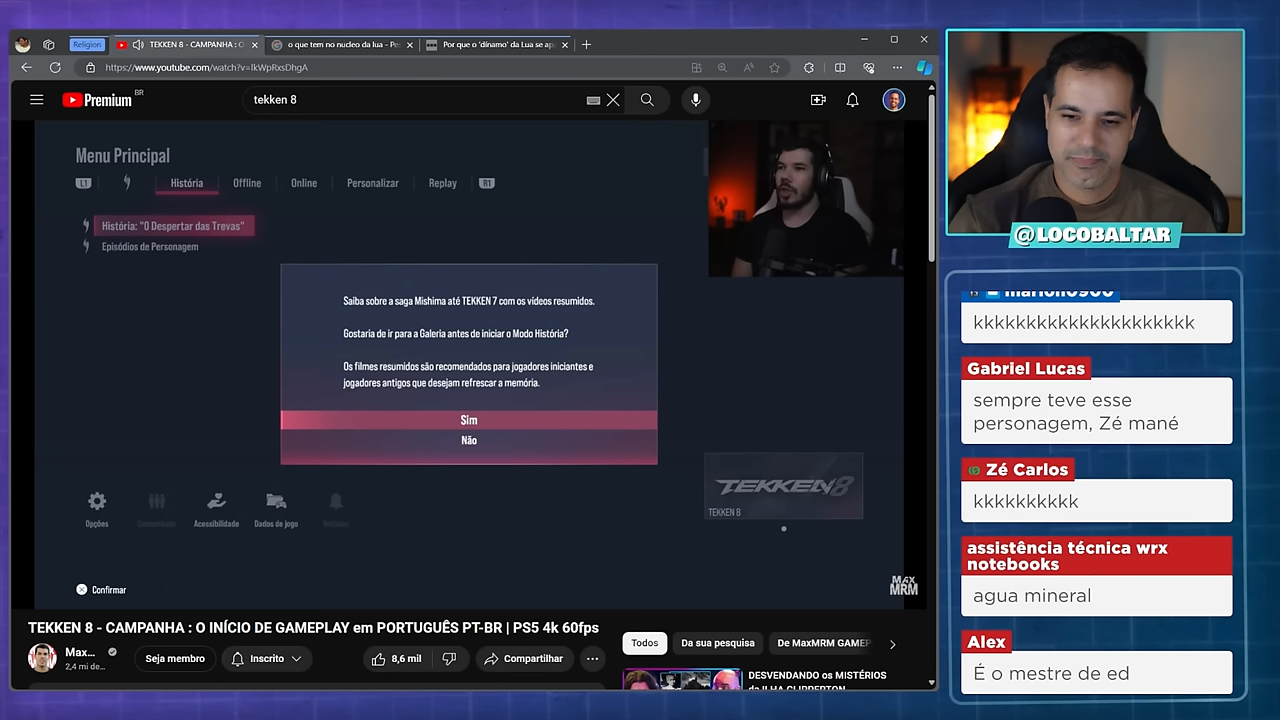 Religion
TEKKEN 8 - CAMPANHA : O
o que tem no nucleo da lua - Pe
Por que o 'dínamo' da Lua se ap
https://www.youtube.com/watch?v=lkWpRxsDhgA
Premium BR
tekken 8
Menu Principal
L1
História
Offline
Online
Personalizar
Replay
R1
História: "O Despertar das Trevas"
Episódios de Personagem
Saiba sobre a saga Mishima até TEKKEN 7 com os vídeos resumidos.
Gostaria de ir para a Galeria antes de iniciar o Modo História?
Os filmes resumidos são recomendados para jogadores iniciantes e
jogadores antigos que desejam refrescar a memória.
Sim
Não
TEKKEN 8
TEKKEN 8
Opções
Acessibilidade
Dados de jogo
Confirmar
MAX
MRM
TEKKEN 8 - CAMPANHA : O INÍCIO DE GAMEPLAY em PORTUGUÊS PT-BR | PS5 4k 60fps
Max...
2,4 mi de...
Seja membro
Inscrito
8,6 mil
Compartilhar
Todos
Da sua pesquisa
De MaxMRM GAMEP
DESVENDANDO os MISTÉRIOS
da ILHA CLIPPERTON
@LOCOBALTAR
kkkkkkkkkkkkkkkkkkkkk
Gabriel Lucas
sempre teve esse
personagem, Zé mané
Zé Carlos
kkkkkkkkkk
assistência técnica wrx
notebooks
agua mineral
Alex
É o mestre de ed